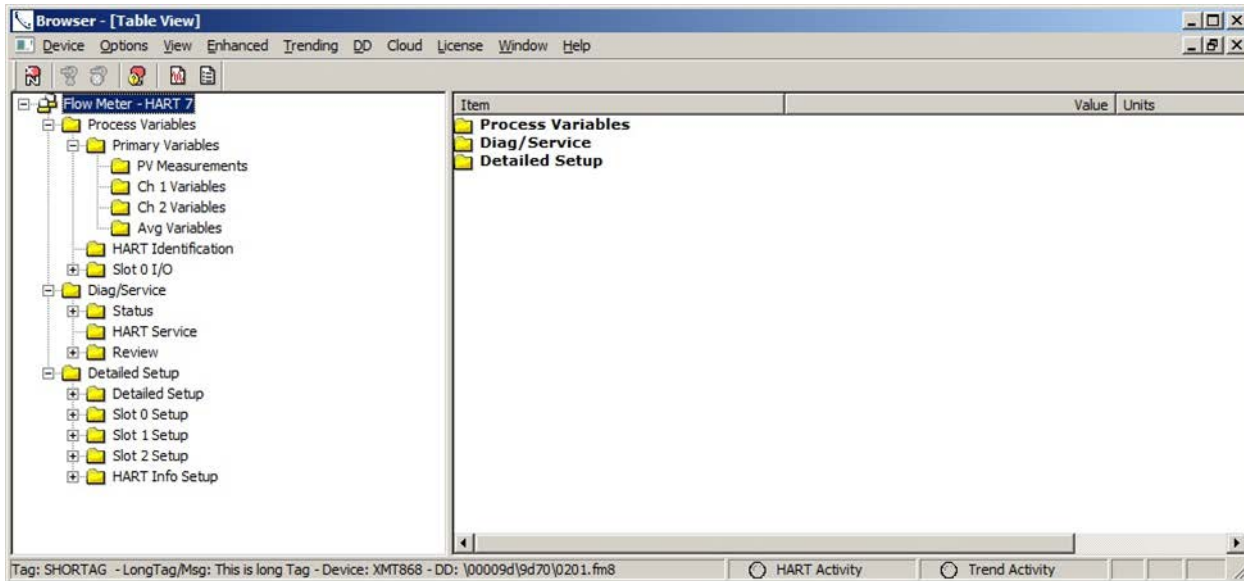 Browser - [Table View]
Device Options View Enhanced Trending DD Cloud License Window Help
Flow Meter - HART 7
Process Variables
Primary Variables
PV Measurements
Ch 1 Variables
Ch 2 Variables
Avg Variables
HART Identification
Slot 0 I/O
Diag/Service
Status
HART Service
Review
Detailed Setup
Detailed Setup
Slot 0 Setup
Slot 1 Setup
Slot 2 Setup
HART Info Setup
Item Value Units
Process Variables
Diag/Service
Detailed Setup
Tag: SHORTAG - LongTag/Msg: This is long Tag - Device: XMT868 - DD: \00009d\9d70\0201.fm8 HART Activity Trend Activity